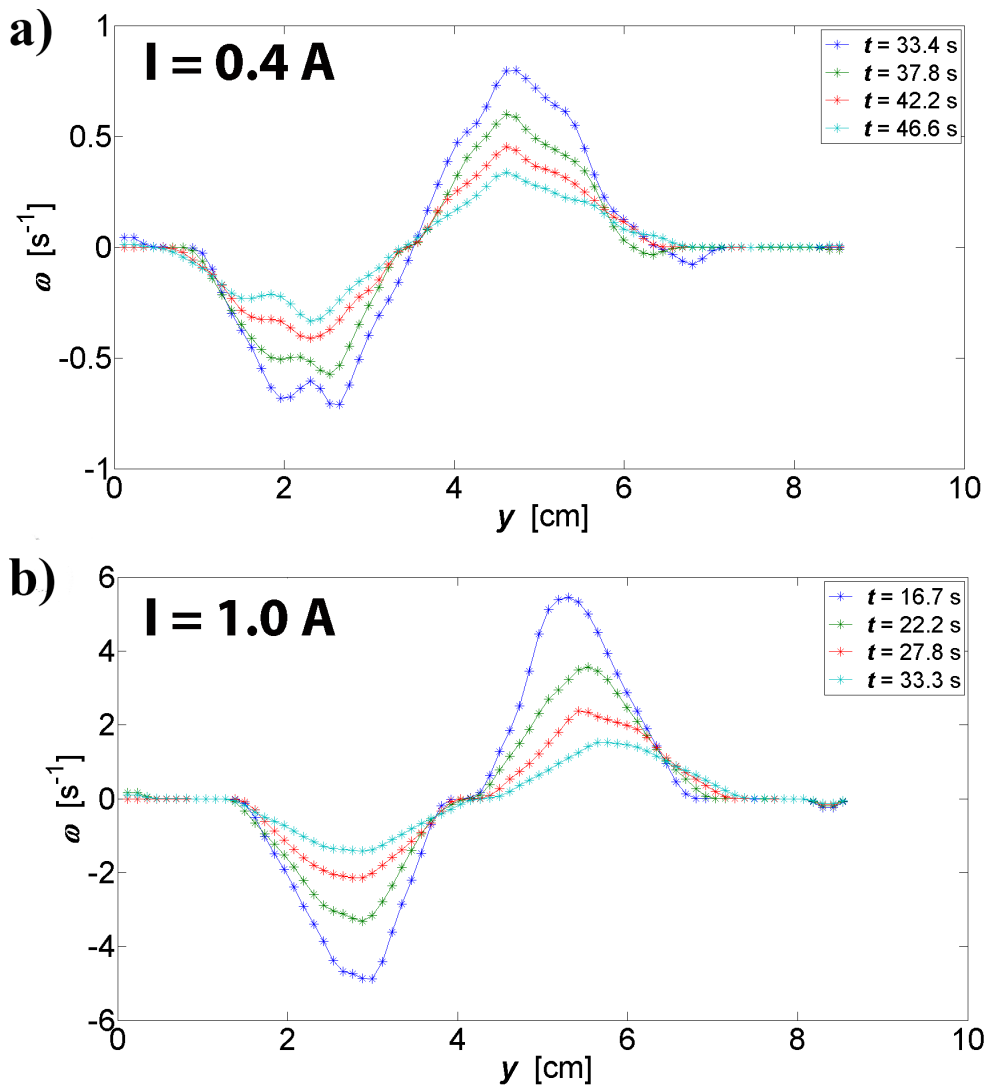 a)
I = 0.4 A
t = 33.4 s
t = 37.8 s
t = 42.2 s
t = 46.6 s
1
0.5
0
-0.5
-1
ω [s⁻¹]
0 2 4 6 8 10
y [cm]
b)
I = 1.0 A
t = 16.7 s
t = 22.2 s
t = 27.8 s
t = 33.3 s
6
4
2
0
-2
-4
-6
ω [s⁻¹]
0 2 4 6 8 10
y [cm]